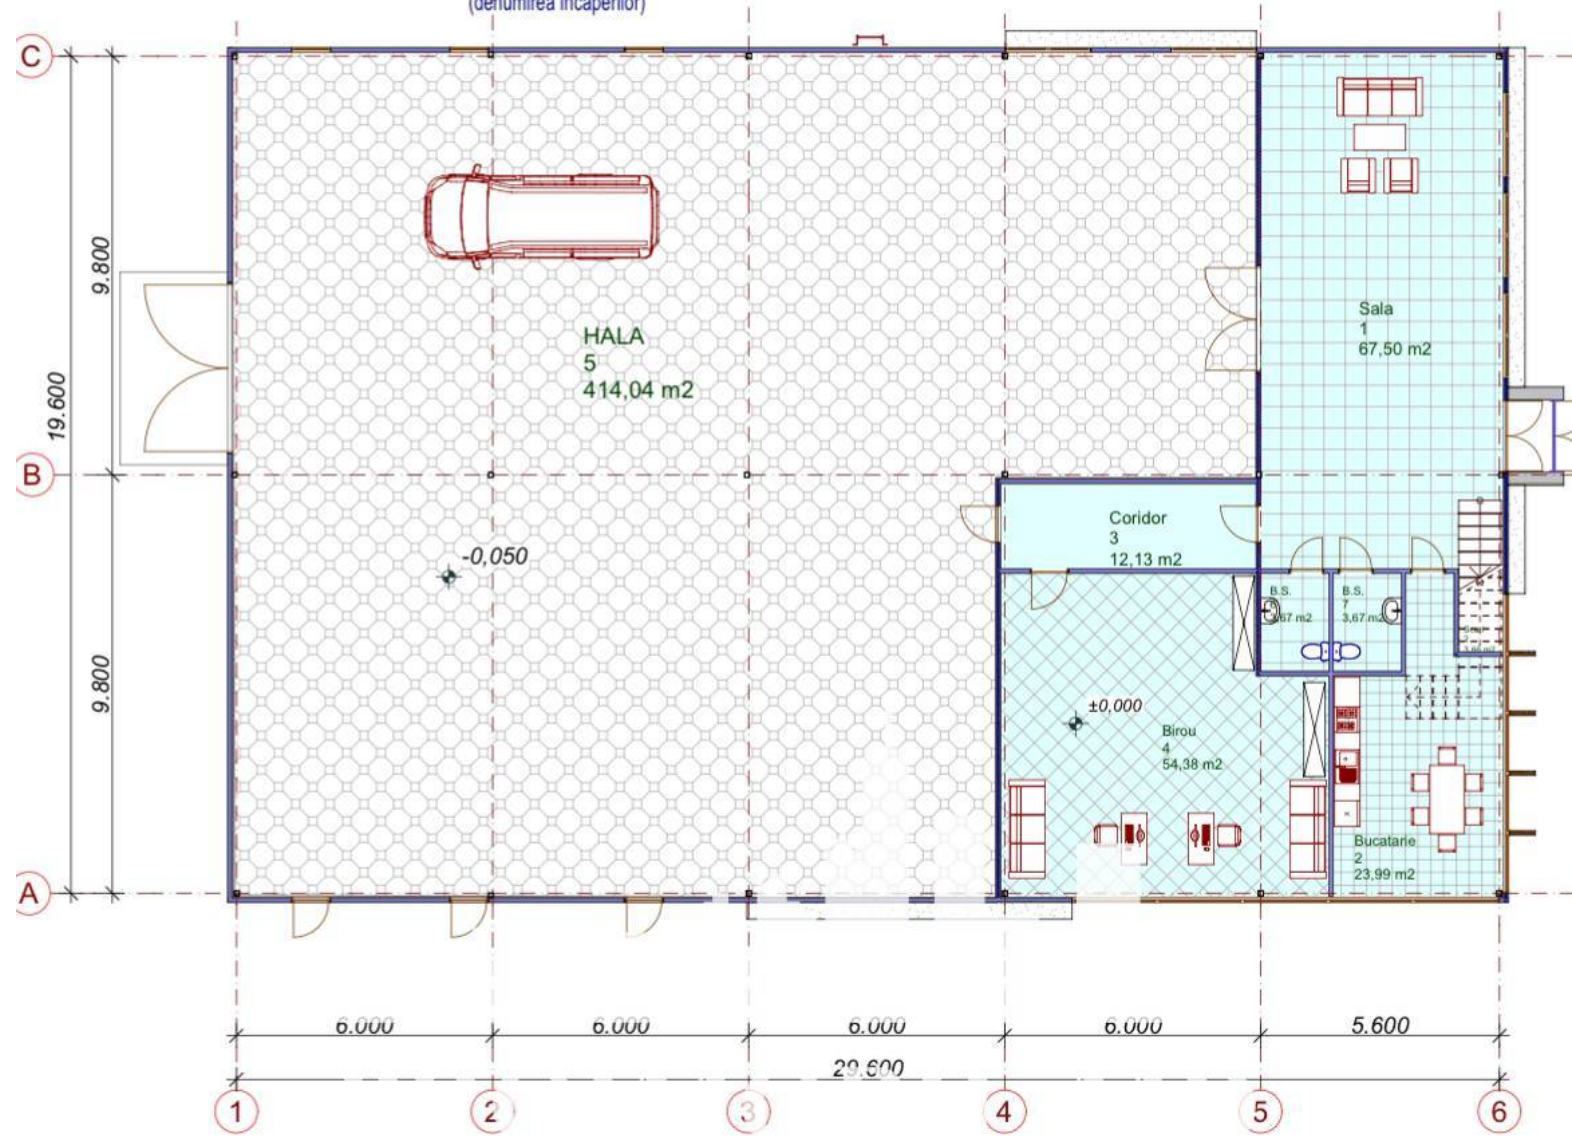 (denumirea incaperilor)
C
9.800
Sala
1
67,50 m2
HALA
5
414,04 m2
19.600
B
Coridor
3
12,13 m2
-0,050
B.S.
B.S.
7
3,67 m2
9.800
±0,000
Birou
4
54,38 m2
Bucatarie
2
23,99 m2
A
6.000
6.000
6.000
6.000
5.600
29.600
1
2
3
4
5
6